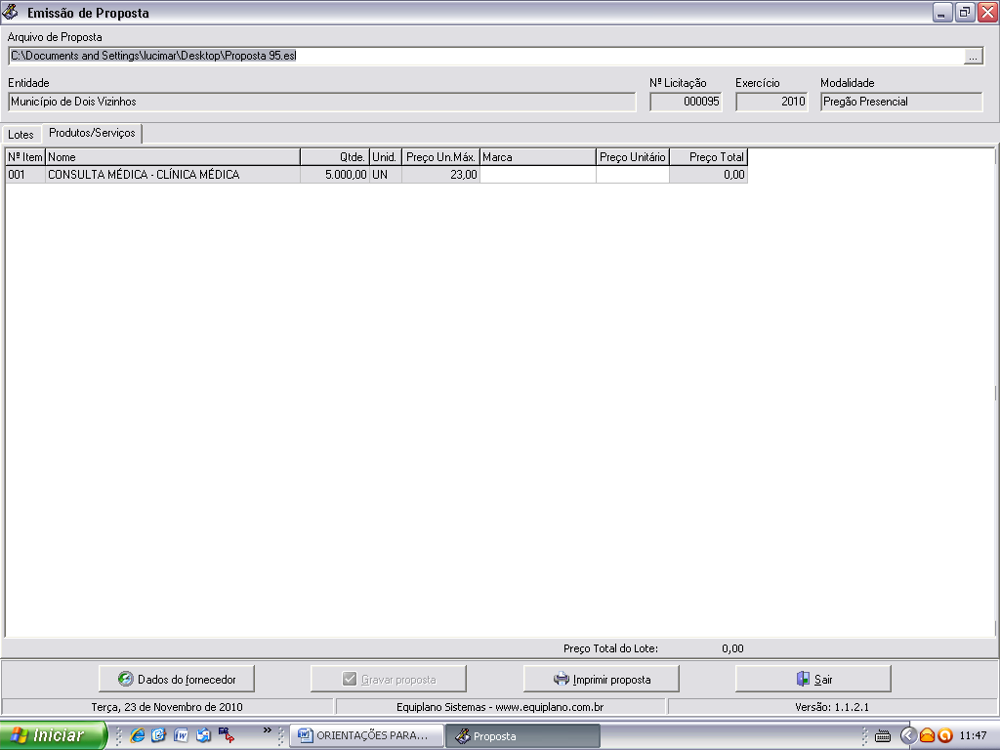 Emissão de Proposta
Arquivo de Proposta
C:\Documents and Settings\lucimar\Desktop\Proposta 95.esl
...
Entidade Nº Licitação Exercício Modalidade
Município de Dois Vizinhos 000095 2010 Pregão Presencial
Lotes Produtos/Serviços
Nº Item Nome Qtde. Unid. Preço Un.Máx. Marca Preço Unitário Preço Total
001 CONSULTA MÉDICA - CLÍNICA MÉDICA 5.000,00 UN 23,00 0,00
Preço Total do Lote: 0,00
Dados do fornecedor Gravar proposta Imprimir proposta Sair
Terça, 23 de Novembro de 2010 Equiplano Sistemas - www.equiplano.com.br Versão: 1.1.2.1
Iniciar » ORIENTAÇÕES PARA... Proposta 11:47